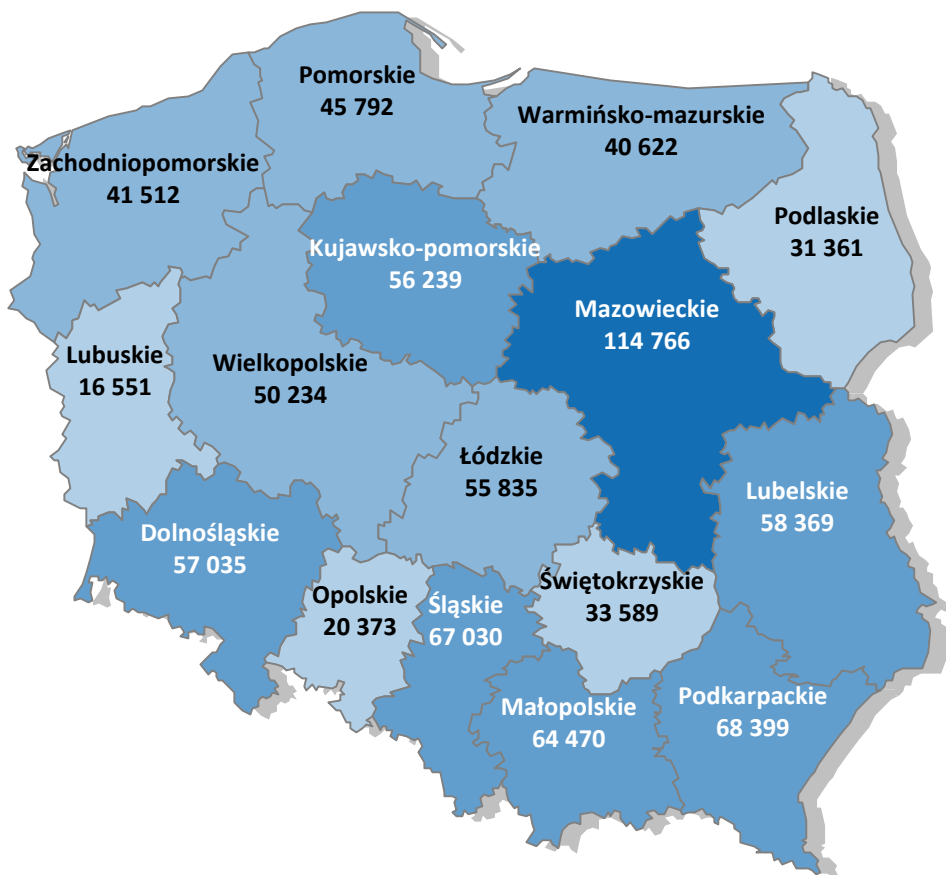 Pomorskie
45 792
Warmińsko-mazurskie
40 622
Zachodniopomorskie
41 512
Podlaskie
31 361
Kujawsko-pomorskie
56 239
Mazowieckie
114 766
Lubuskie
16 551
Wielkopolskie
50 234
Łódzkie
55 835
Lubelskie
58 369
Dolnośląskie
57 035
Opolskie
20 373
Śląskie
67 030
Świętokrzyskie
33 589
Małopolskie
64 470
Podkarpackie
68 399